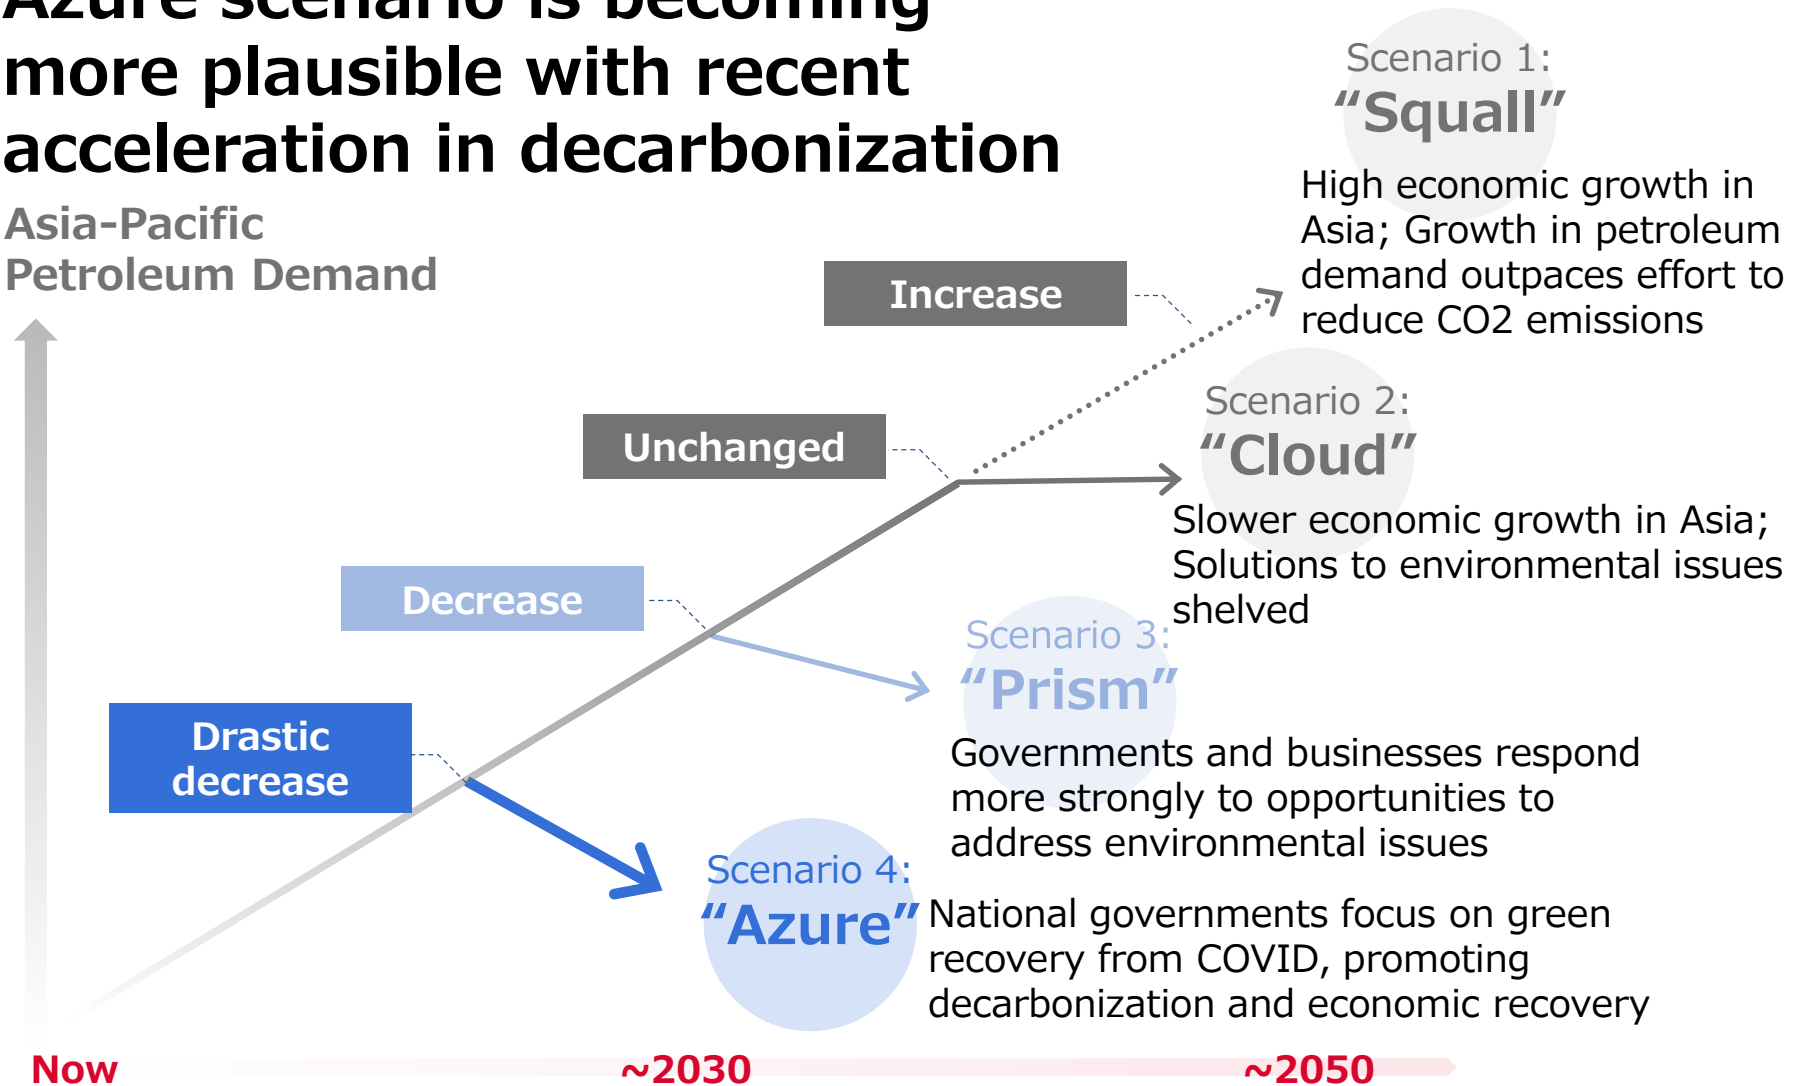 Azure scenario is becoming
more plausible with recent
acceleration in decarbonization
Asia-Pacific
Petroleum Demand
Scenario 1:
“Squall”
High economic growth in
Asia; Growth in petroleum
demand outpaces effort to
reduce CO2 emissions
Increase
Scenario 2:
“Cloud”
Unchanged
Slower economic growth in Asia;
Solutions to environmental issues
shelved
Decrease
Scenario 3:
“Prism”
Governments and businesses respond
more strongly to opportunities to
address environmental issues
Drastic
decrease
Scenario 4:
“Azure”
National governments focus on green
recovery from COVID, promoting
decarbonization and economic recovery
Now
~2030
~2050